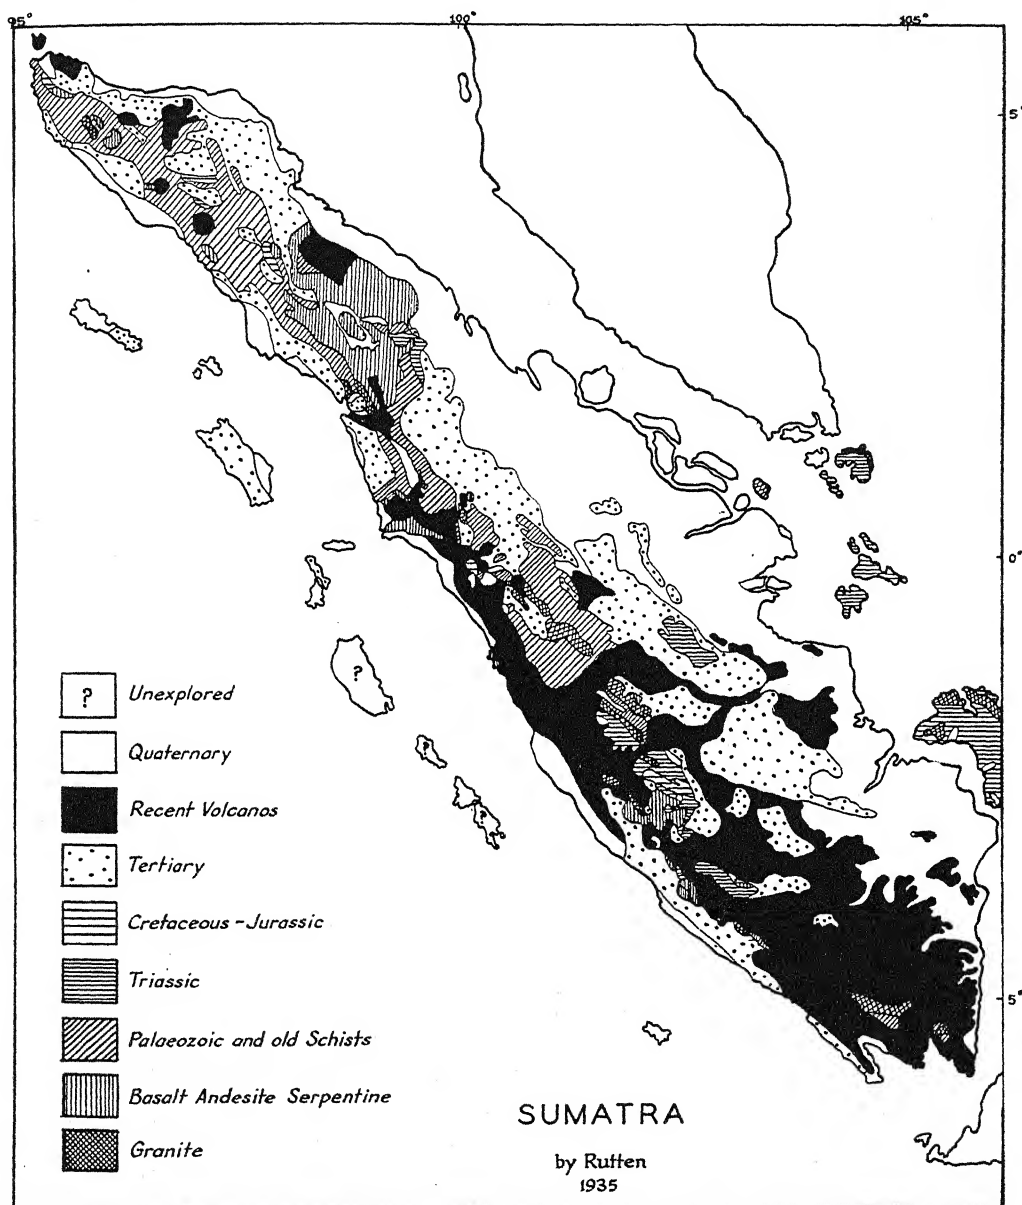 95°
100°
105°
5°
0°
?
?
?
? Unexplored
Quaternary
Recent Volcanos
Tertiary
Cretaceous-Jurassic
Triassic
Palaeozoic and old Schists
Basalt Andesite Serpentine
Granite
5°
SUMATRA
by Rutten
1935